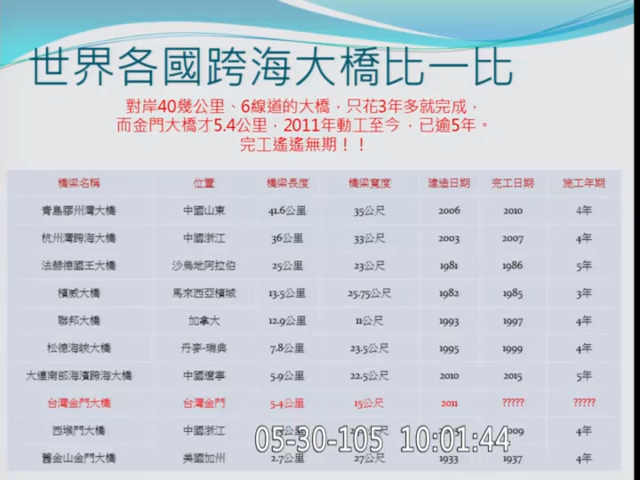 世界各國跨海大橋比一比
對岸40幾公里、6線道的大橋，只花3年多就完成，
而金門大橋才5.4公里，2011年動工至今，已逾5年。
完工遙遙無期！！
橋梁名稱 位置 橋梁長度 橋梁寬度 建造日期 完工日期 施工年期
青島膠州灣大橋 中國山東 41.6公里 35公尺 2006 2010 4年
杭州灣跨海大橋 中國浙江 36公里 33公尺 2003 2007 4年
法赫德國王大橋 沙烏地阿拉伯 25公里 23公尺 1981 1986 5年
檳威大橋 馬來西亞檳城 13.5公里 25.75公尺 1982 1985 3年
聯邦大橋 加拿大 12.9公里 11公尺 1993 1997 4年
松德海峽大橋 丹麥-瑞典 7.8公里 23.5公尺 1995 1999 4年
大連南部海濱跨海大橋 中國遼寧 5.9公里 22.5公尺 2010 2015 5年
台灣金門大橋 台灣金門 5.4公里 15公尺 2011 ????? ?????
西堠門大橋 中國浙江 4年
05-30-105 10:01:44
舊金山金門大橋 美國加州 2.7公里 27公尺 1933 1937 4年